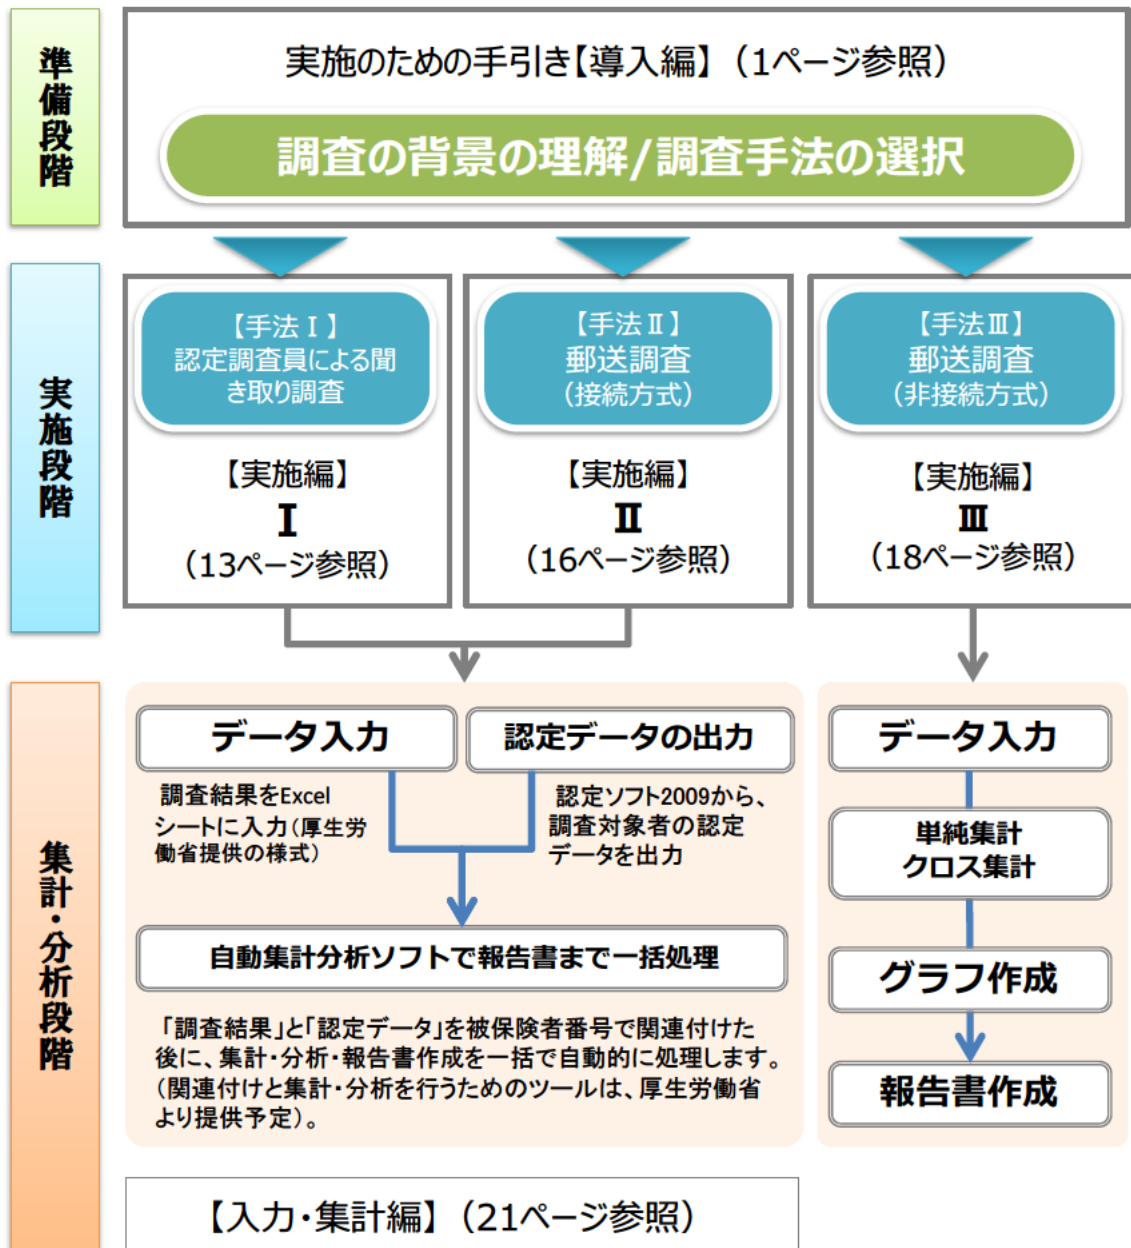 準備段階
実施のための手引き【導入編】（1ページ参照）
調査の背景の理解/調査手法の選択
実施段階
【手法Ⅰ】
認定調査員による聞
き取り調査
【実施編】
Ⅰ
（13ページ参照）
【手法Ⅱ】
郵送調査
（接続方式）
【実施編】
Ⅱ
（16ページ参照）
【手法Ⅲ】
郵送調査
（非接続方式）
【実施編】
Ⅲ
（18ページ参照）
集計・分析段階
データ入力
調査結果をExcel
シートに入力（厚生労
働省提供の様式）
認定データの出力
認定ソフト2009から、
調査対象者の認定
データを出力
自動集計分析ソフトで報告書まで一括処理
「調査結果」と「認定データ」を被保険者番号で関連付けた
後に、集計・分析・報告書作成を一括で自動的に処理します。
（関連付けと集計・分析を行うためのツールは、厚生労働省
より提供予定）。
データ入力
単純集計
クロス集計
グラフ作成
報告書作成
【入力・集計編】（21ページ参照）